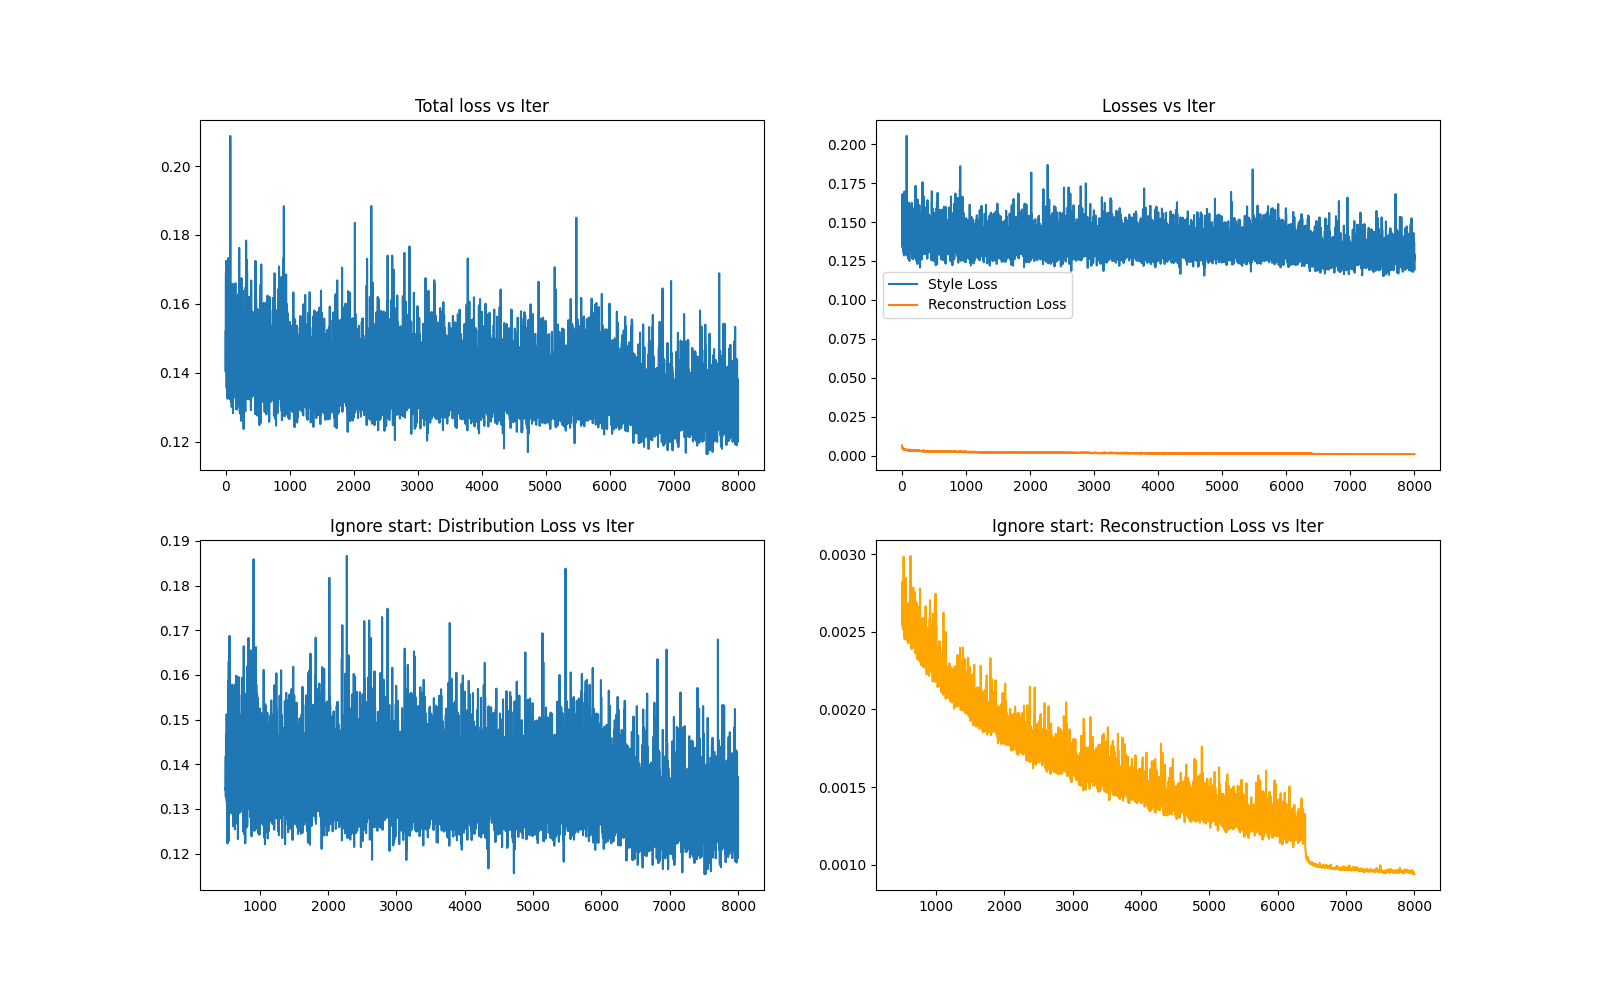 Total loss vs Iter
0.20
0.18
0.16
0.14
0.12
0 1000 2000 3000 4000 5000 6000 7000 8000
Losses vs Iter
0.200
0.175
0.150
0.125
0.100
0.075
0.050
0.025
0.000
Style Loss
Reconstruction Loss
0 1000 2000 3000 4000 5000 6000 7000 8000
Ignore start: Distribution Loss vs Iter
0.19
0.18
0.17
0.16
0.15
0.14
0.13
0.12
1000 2000 3000 4000 5000 6000 7000 8000
Ignore start: Reconstruction Loss vs Iter
0.0030
0.0025
0.0020
0.0015
0.0010
1000 2000 3000 4000 5000 6000 7000 8000